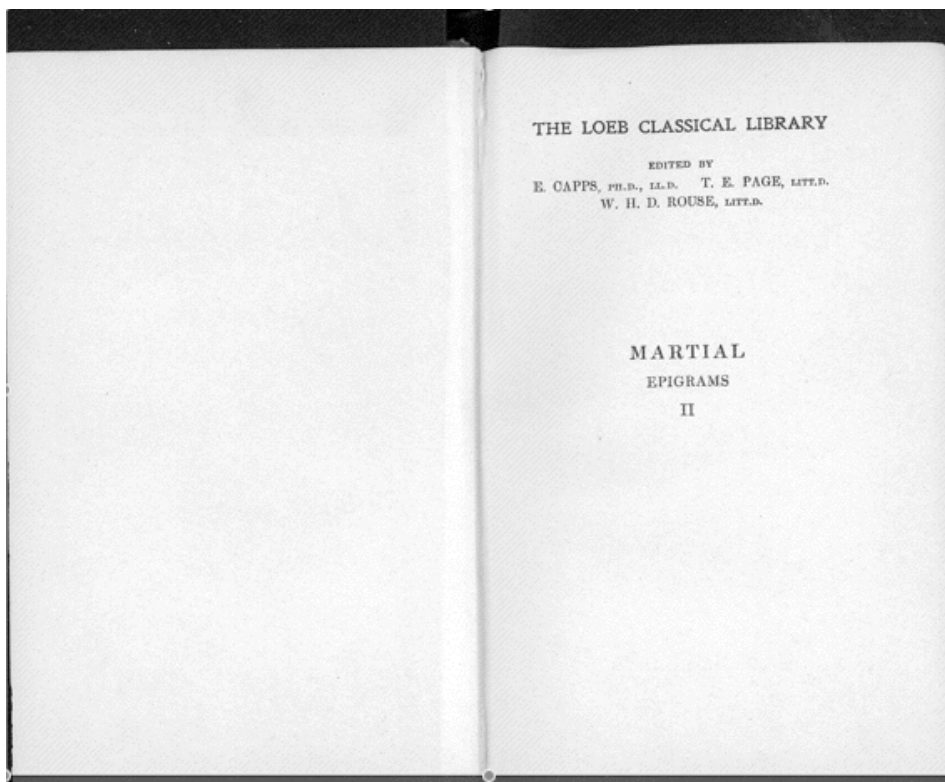 THE LOEB CLASSICAL LIBRARY
EDITED BY
E. CAPPS, PH.D., LL.D. T. E. PAGE, LITT.D.
W. H. D. ROUSE, LITT.D.
MARTIAL
EPIGRAMS
II